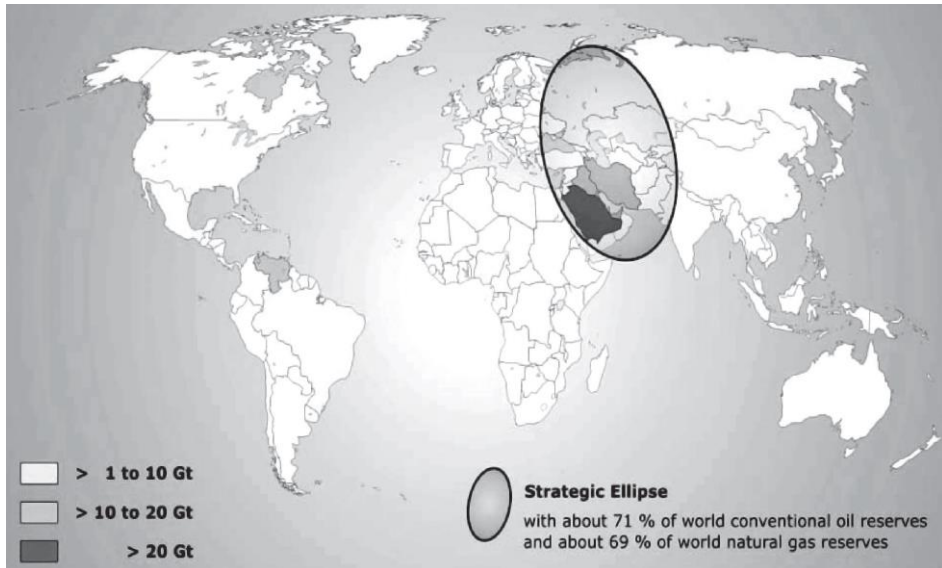 > 1 to 10 Gt
> 10 to 20 Gt
> 20 Gt
Strategic Ellipse
with about 71 % of world conventional oil reserves
and about 69 % of world natural gas reserves